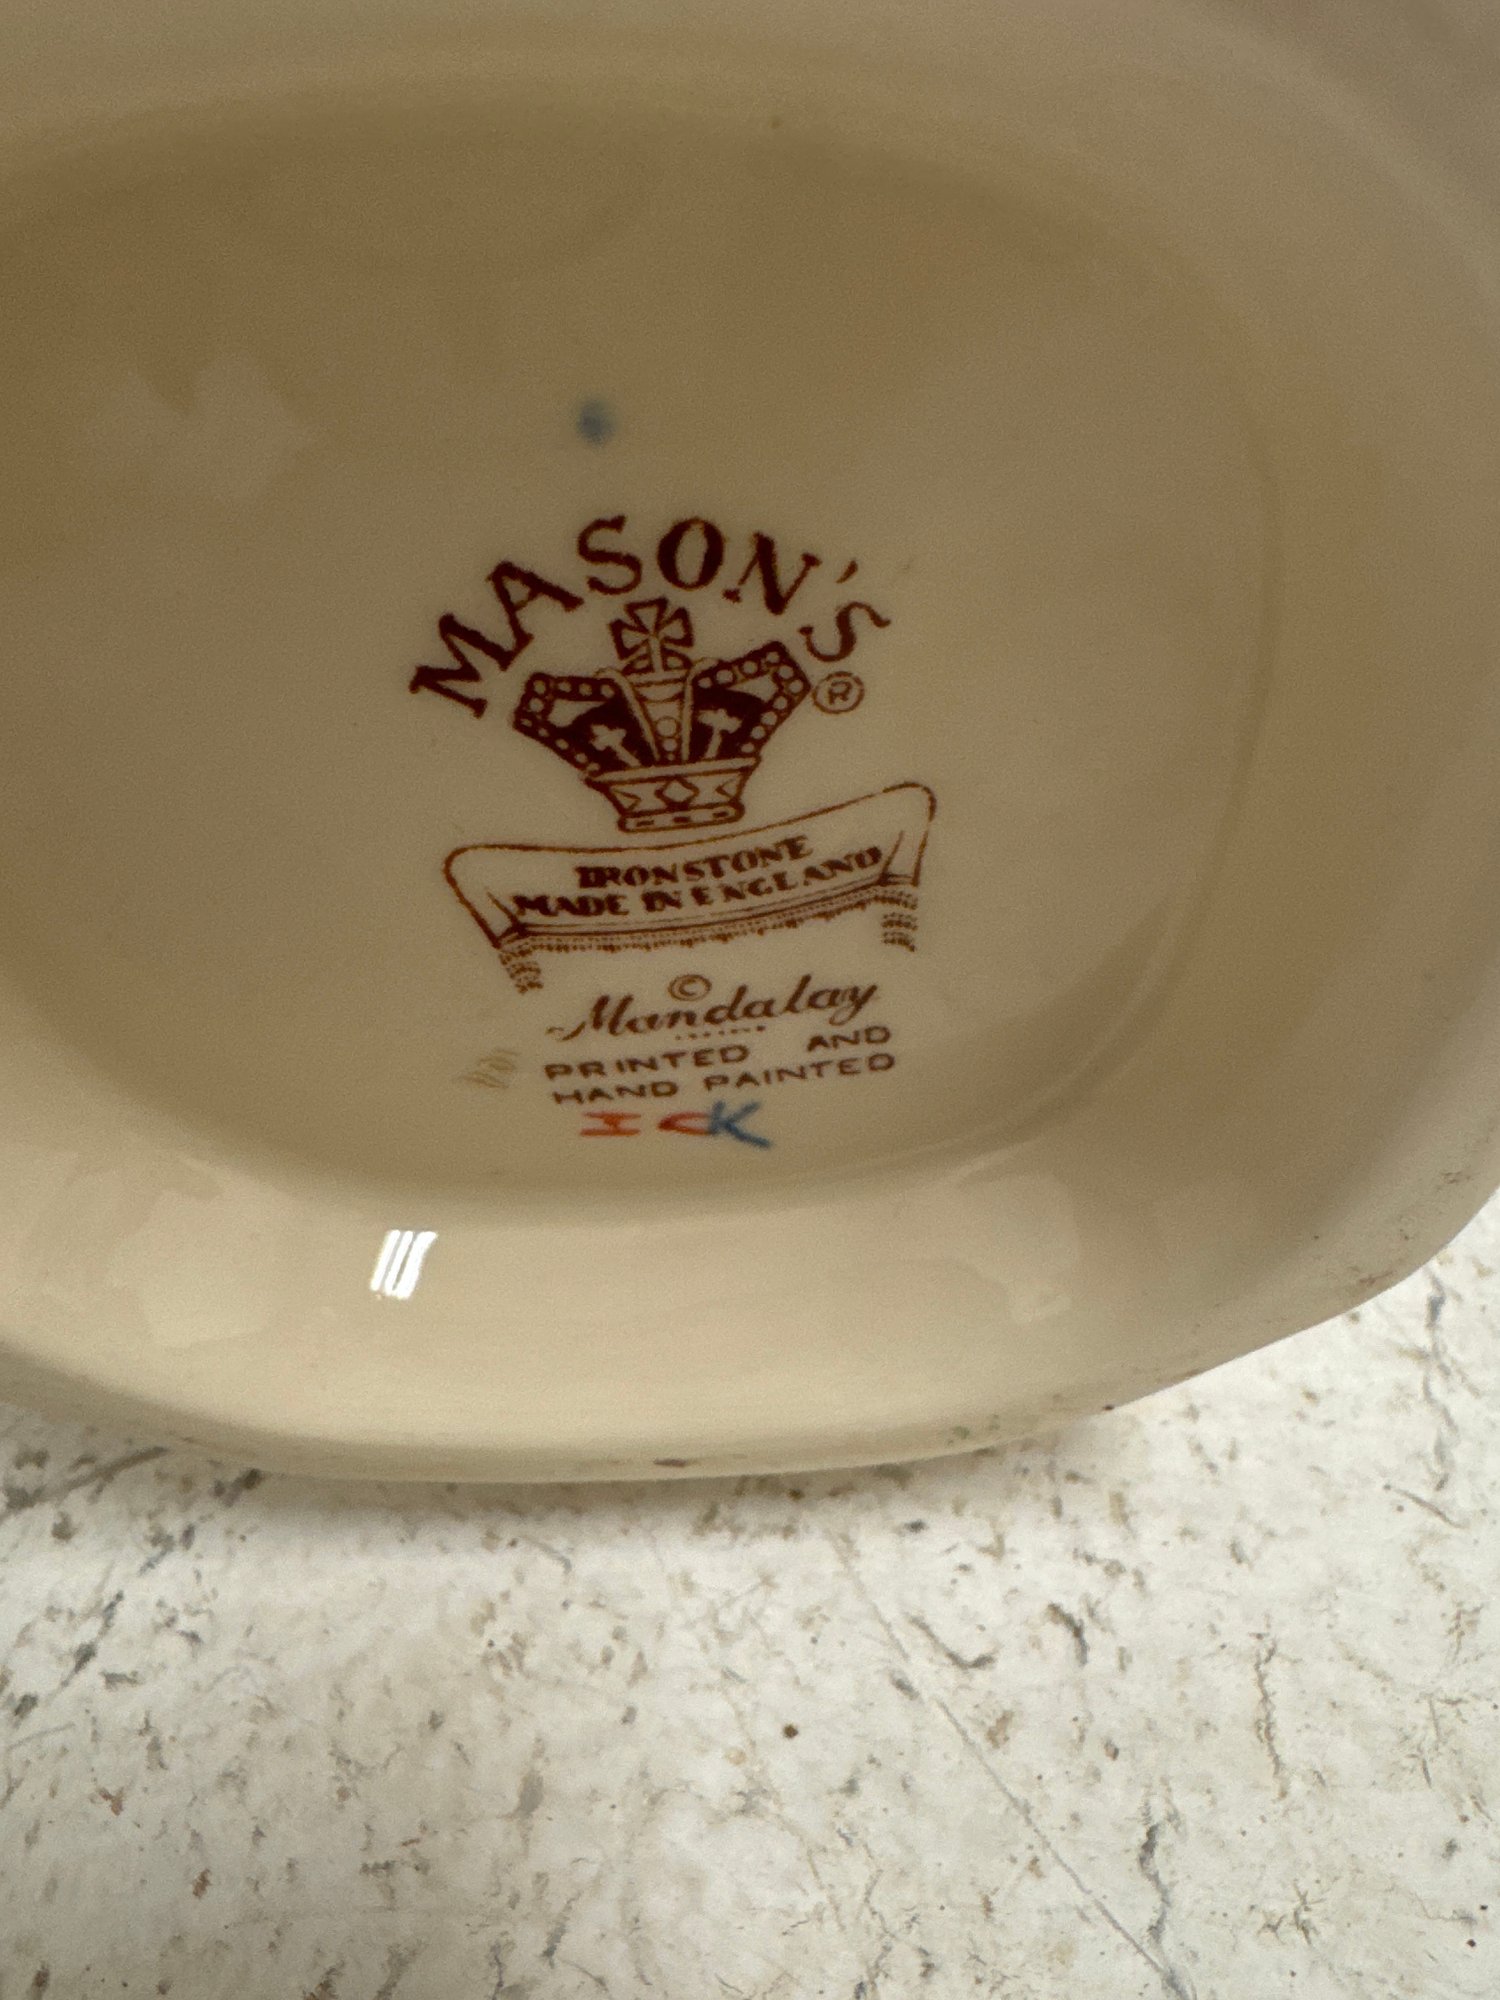 MASON'S
®
IRONSTONE
MADE IN ENGLAND
©
Mandalay
PRINTED AND
HAND PAINTED
I C K